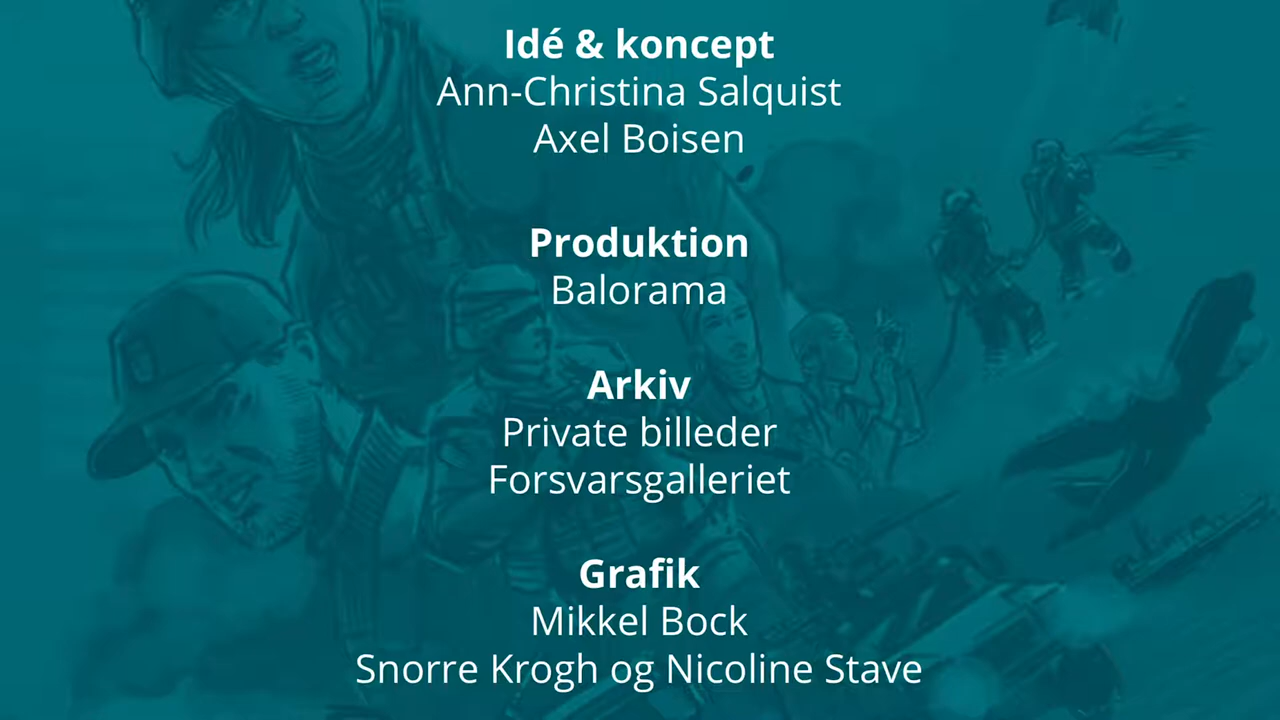 Idé & koncept
Ann-Christina Salquist
Axel Boisen
Produktion
Balorama
Arkiv
Private billeder
Forsvarsgalleriet
Grafik
Mikkel Bock
Snorre Krogh og Nicoline Stave